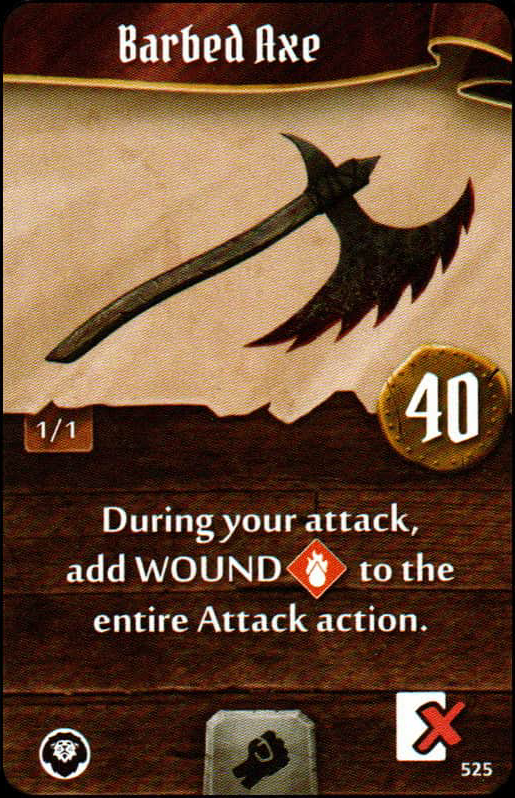 Barbed Axe
40
1/1
During your attack,
add WOUND to the
entire Attack action.
525